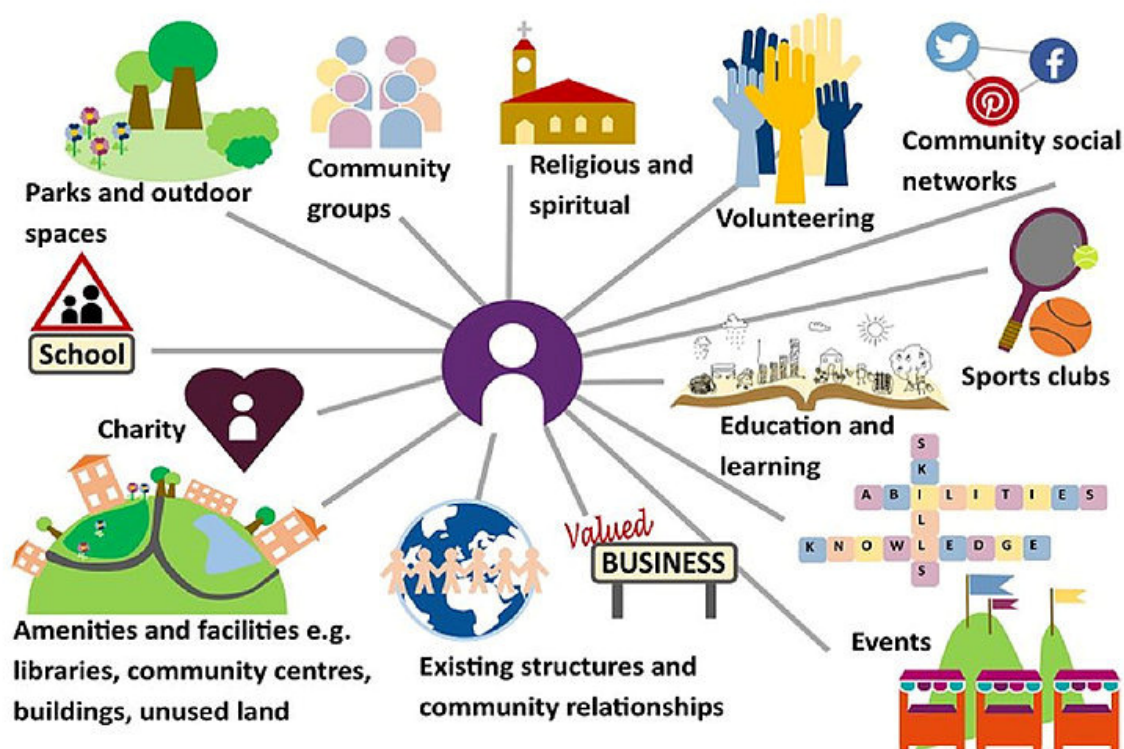 Parks and outdoor
spaces
Community
groups
Religious and
spiritual
Volunteering
Community social
networks
School
Sports clubs
Charity
Education and
learning
SKILLS
ABILITIES
KNOWLEDGE
Valued
BUSINESS
Events
Amenities and facilities e.g.
libraries, community centres,
buildings, unused land
Existing structures and
community relationships